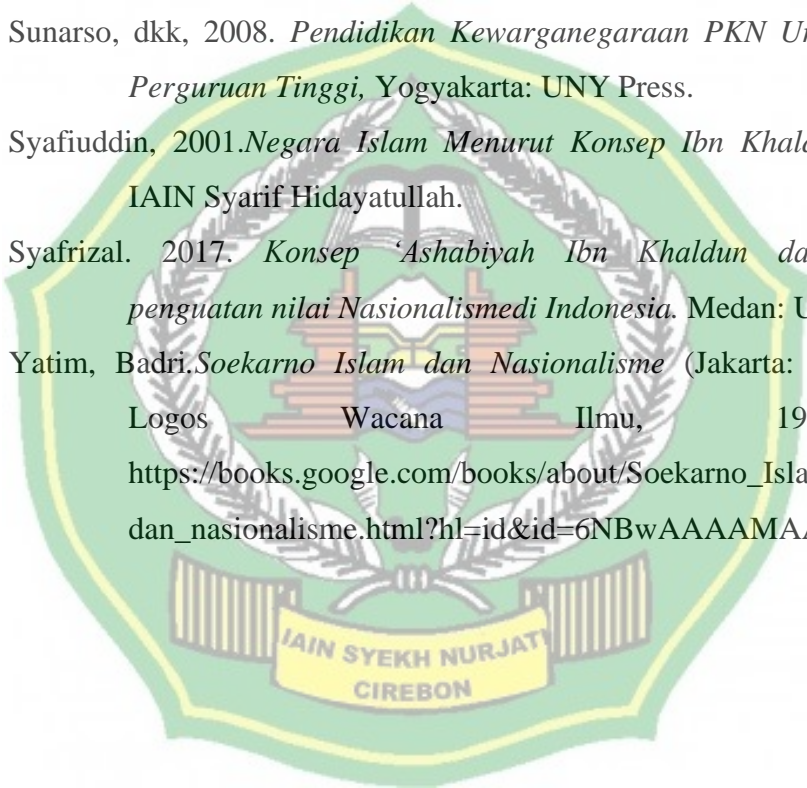 Sunarso, dkk, 2008. Pendidikan Kewarganegaraan PKN
Perguruan Tinggi, Yogyakarta: UNY Press.
Syafiuddin, 2001.Negara Islam Menurut Konsep Ibn
IAIN Syarif Hidayatullah.
Syafrizal. 2017. Konsep ‘Ashabiyah Ibn Khaldun
penguatan nilai Nasionalismedi Indonesia. Medan:
Yatim, Badri.Soekarno Islam dan Nasionalisme (Jakarta:
Logos Wacana Ilmu, 19
https://books.google.com/books/about/Soekarno_Isla
dan_nasionalisme.html?hl=id&id=6NBwAAAAMA
IAIN SYEKH NURJATI
CIREBON